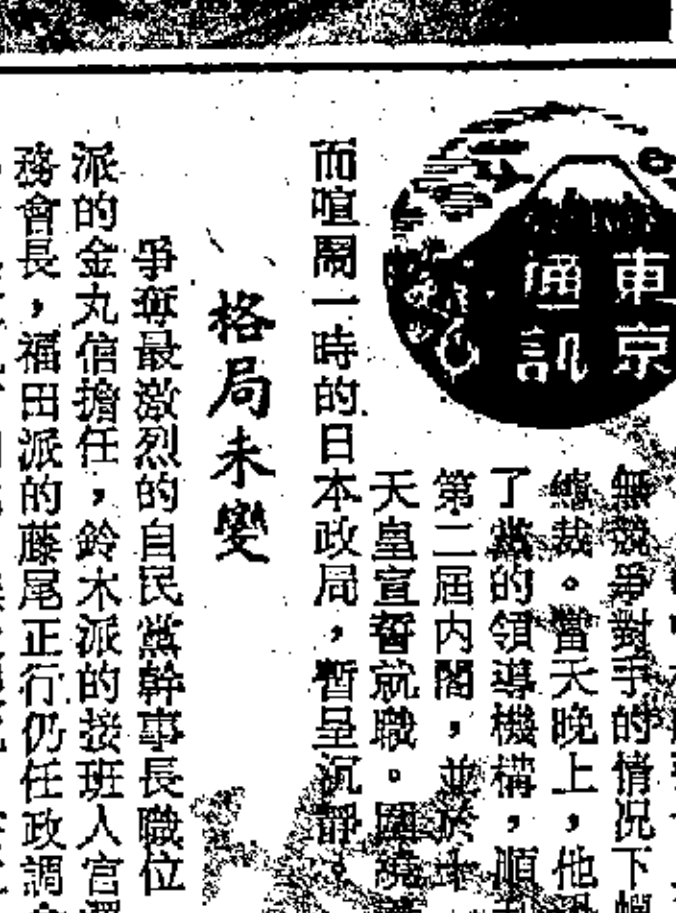 東京
通訊
無競爭對手的情况下
總裁。當天晚上,他
了黨的領導機構,順
第二屆内閣,並於
天皇宣誓就職。圍繞
而喧鬧一時的日本政局,暫呈沉靜。
格局未變
爭奪最激烈的自民黨幹事長職位
派的金丸信擔任,鈴木派的接班人宮
務會長,福田派的藤尾正行仍任政調